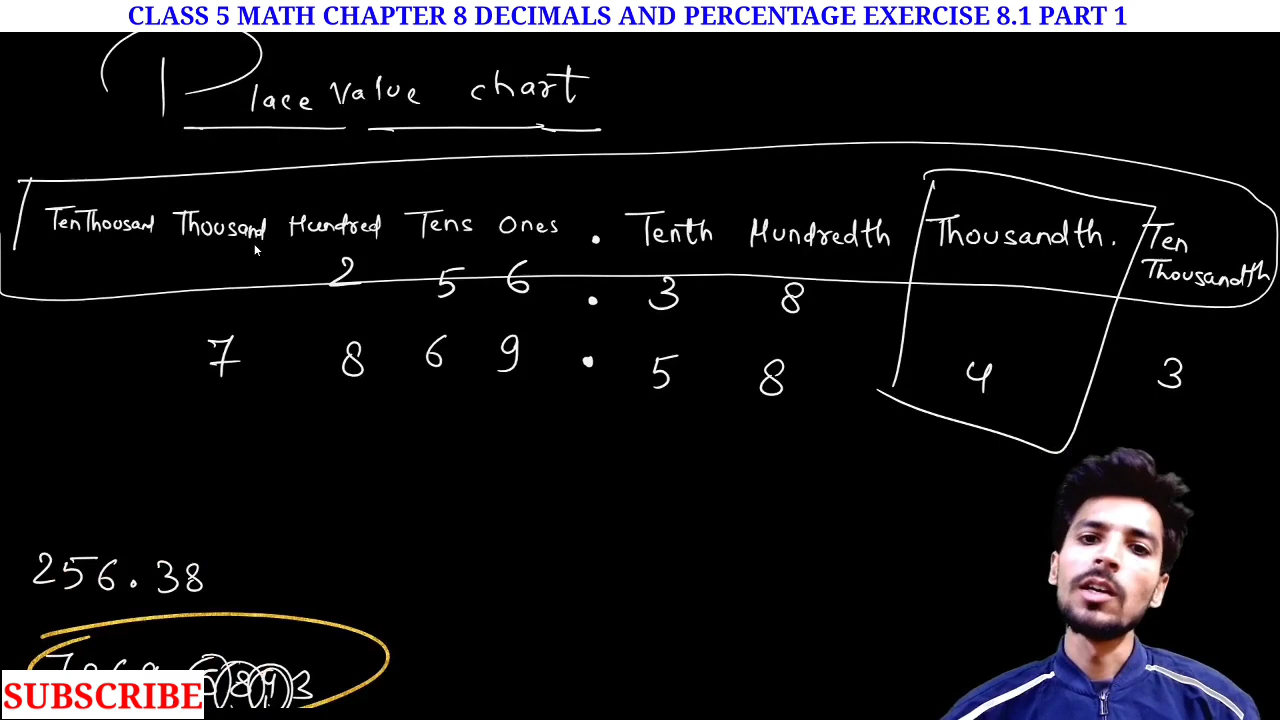 CLASS 5 MATH CHAPTER 8 DECIMALS AND PERCENTAGE EXERCISE 8.1 PART 1
Place value chart
TenThousand Thousand Hundred Tens Ones . Tenth Hundredth Thousandth. Ten Thousandth
2 5 6 . 3 8
7 8 6 9 . 5 8 4 3
256.38
SUBSCRIBE